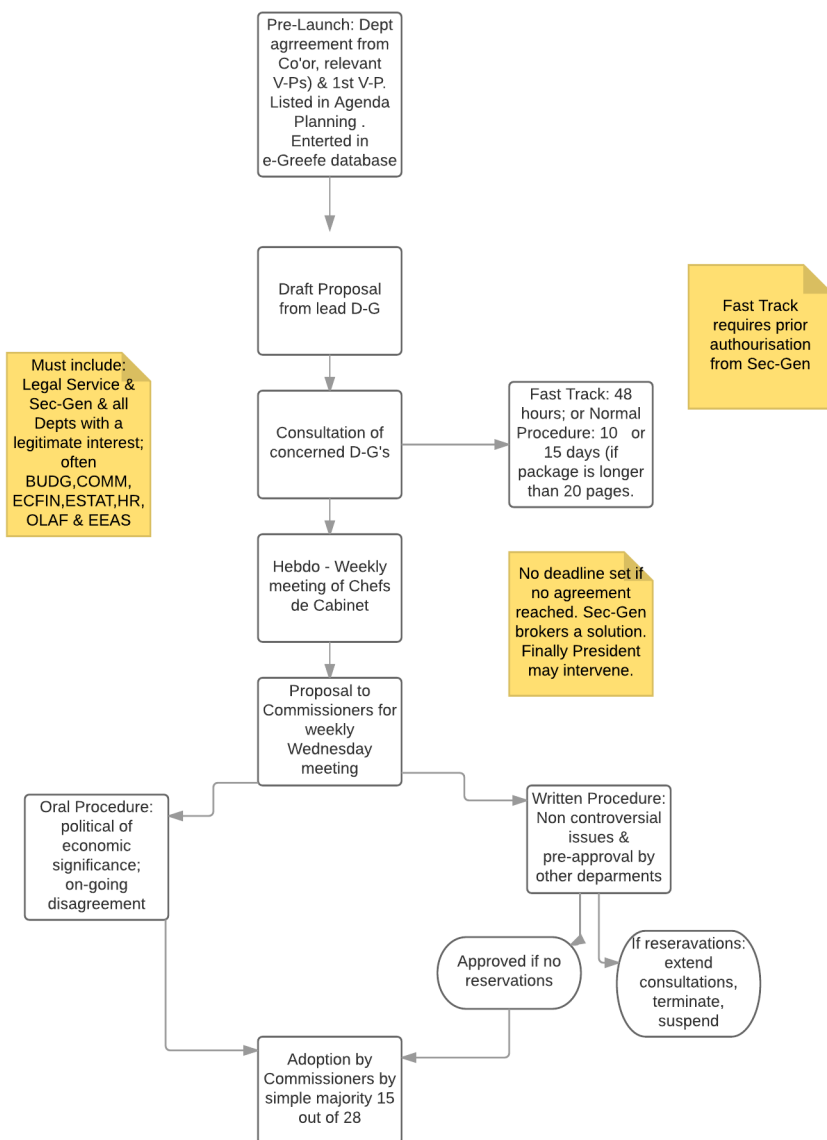 Pre-Launch: Dept
agrreement from
Co'or, relevant
V-Ps) & 1st V-P.
Listed in Agenda
Planning .
Enterted in
e-Greefe database
Draft Proposal
from lead D-G
Fast Track
requires prior
authourisation
from Sec-Gen
Must include:
Legal Service &
Sec-Gen & all
Depts with a
legitimate interest;
often
BUDG,COMM,
ECFIN,ESTAT,HR,
OLAF & EEAS
Consultation of
concerned D-G's
Fast Track: 48
hours; or Normal
Procedure: 10 or
15 days (if
package is longer
than 20 pages.
Hebdo - Weekly
meeting of Chefs
de Cabinet
No deadline set if
no agreement
reached. Sec-Gen
brokers a solution.
Finally President
may intervene.
Proposal to
Commissioners for
weekly
Wednesday
meeting
Oral Procedure:
political of
economic
significance;
on-going
disagreement
Written Procedure:
Non controversial
issues &
pre-approval by
other deparments
Approved if no
reservations
If reseravations:
extend
consultations,
terminate,
suspend
Adoption by
Commissioners by
simple majority 15
out of 28